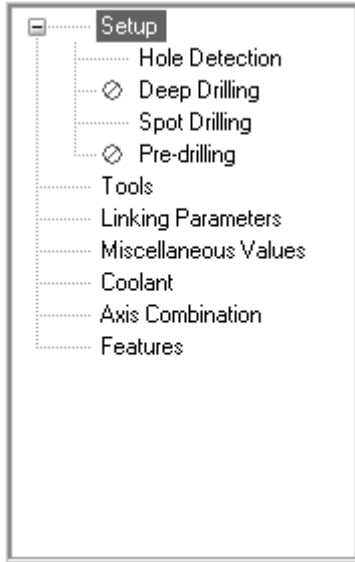 Setup
Hole Detection
Deep Drilling
Spot Drilling
Pre-drilling
Tools
Linking Parameters
Miscellaneous Values
Coolant
Axis Combination
Features